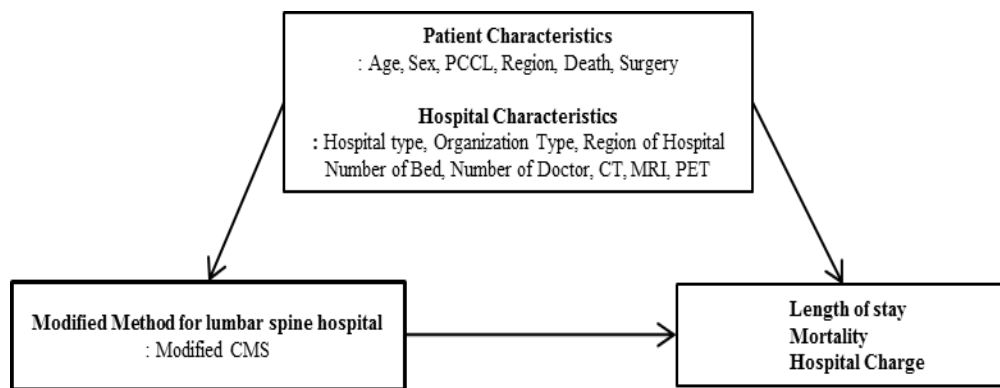 Patient Characteristics
: Age, Sex, PCCL, Region, Death, Surgery
Hospital Characteristics
: Hospital type, Organization Type, Region of Hospital
Number of Bed, Number of Doctor, CT, MRI, PET
Modified Method for lumbar spine hospital
: Modified CMS
Length of stay
Mortality
Hospital Charge